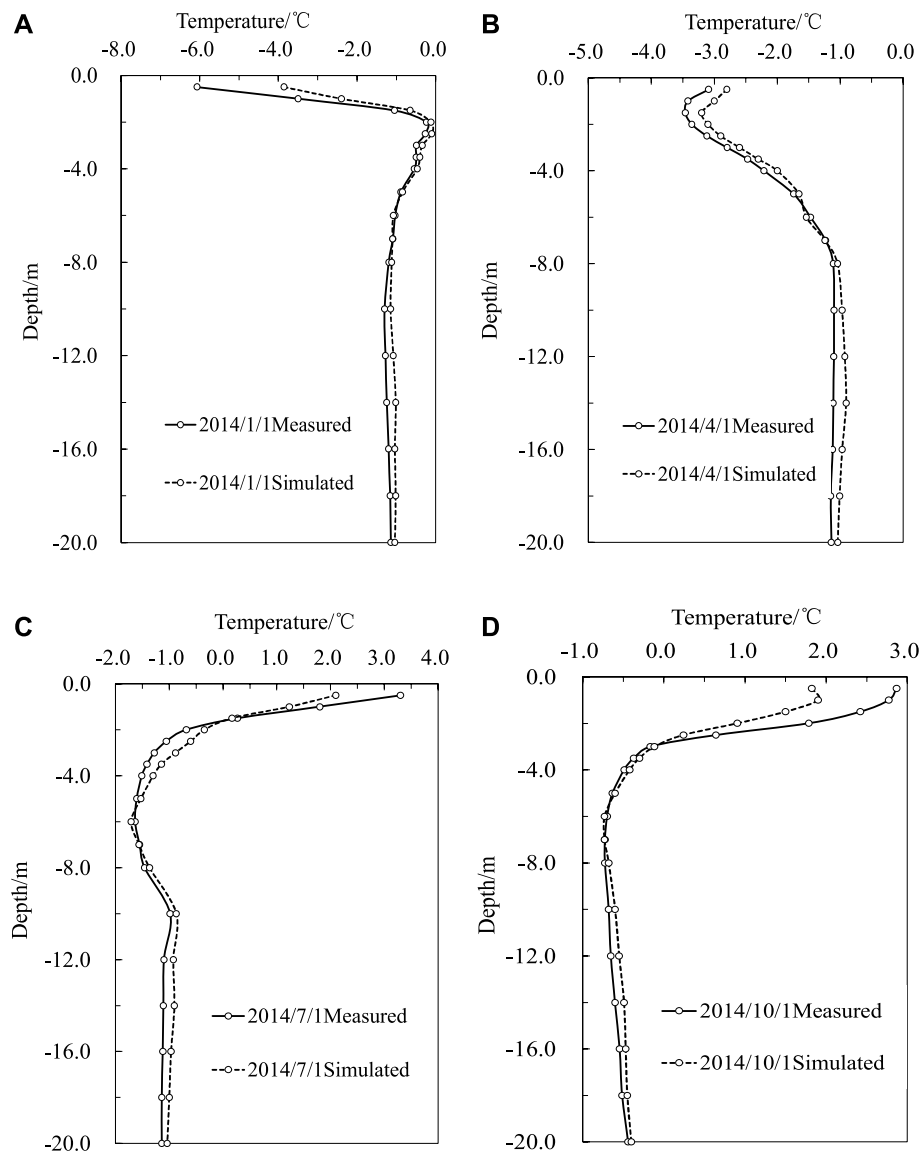 A
Temperature/℃
-8.0 -6.0 -4.0 -2.0 0.0
0.0
-4.0
-8.0
-12.0
-16.0
-20.0
Depth/m
2014/1/1Measured
2014/1/1Simulated
B
Temperature/℃
-5.0 -4.0 -3.0 -2.0 -1.0 0.0
0.0
-4.0
-8.0
-12.0
-16.0
-20.0
Depth/m
2014/4/1Measured
2014/4/1Simulated
C
Temperature/℃
-2.0 -1.0 0.0 1.0 2.0 3.0 4.0
0.0
-4.0
-8.0
-12.0
-16.0
-20.0
Depth/m
2014/7/1Measured
2014/7/1Simulated
D
Temperature/℃
-1.0 0.0 1.0 2.0 3.0
0.0
-4.0
-8.0
-12.0
-16.0
-20.0
Depth/m
2014/10/1Measured
2014/10/1Simulated